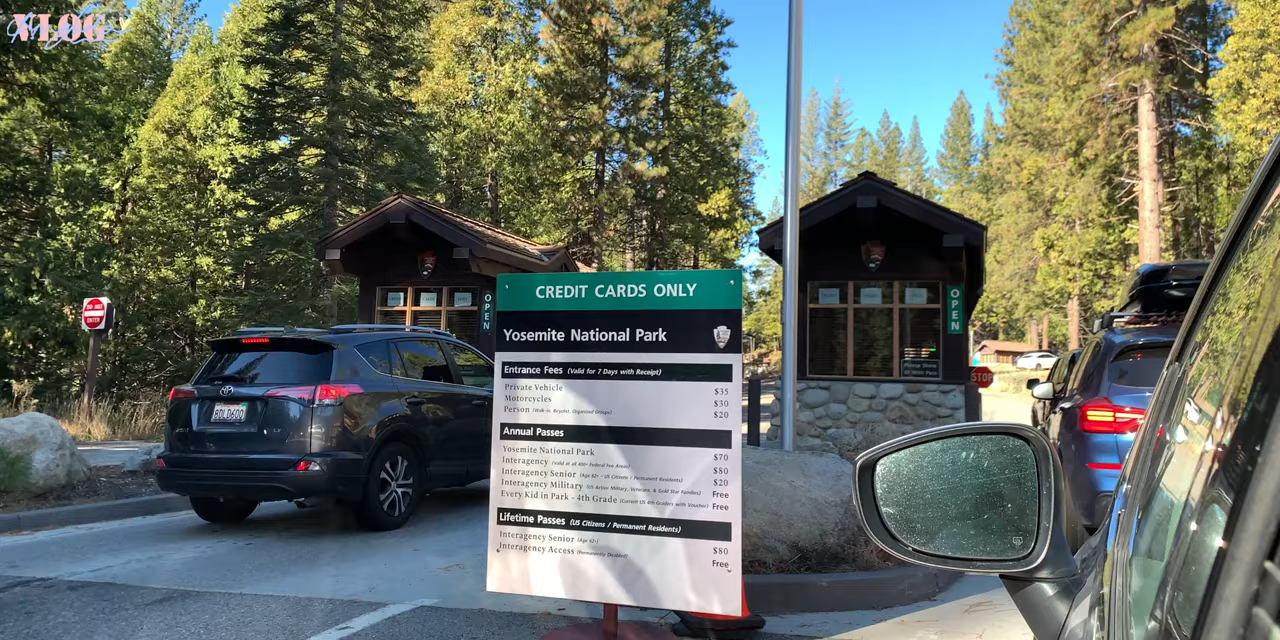 VLOG
CREDIT CARDS ONLY
Yosemite National Park
Entrance Fees (Valid for 7 Days with Receipt)
Private Vehicle $35
Motorcycles $30
Person (Walk-in, Bicyclist, Organized Groups) $20
Annual Passes
Yosemite National Park $70
Interagency (Valid at all 400+ Federal Fee Areas) $80
Interagency Senior (Age 62+) (US Citizens / Permanent Residents) $20
Interagency Military (US Active Military, Veterans, & Gold Star Families) Free
Every Kid in Park - 4th Grade (Current US 4th Graders with Voucher) Free
Lifetime Passes (US Citizens / Permanent Residents)
Interagency Senior (Age 62+) $80
Interagency Access (Permanently Disabled) Free
DO NOT
ENTER
OPEN
OPEN
STOP
8DLD600